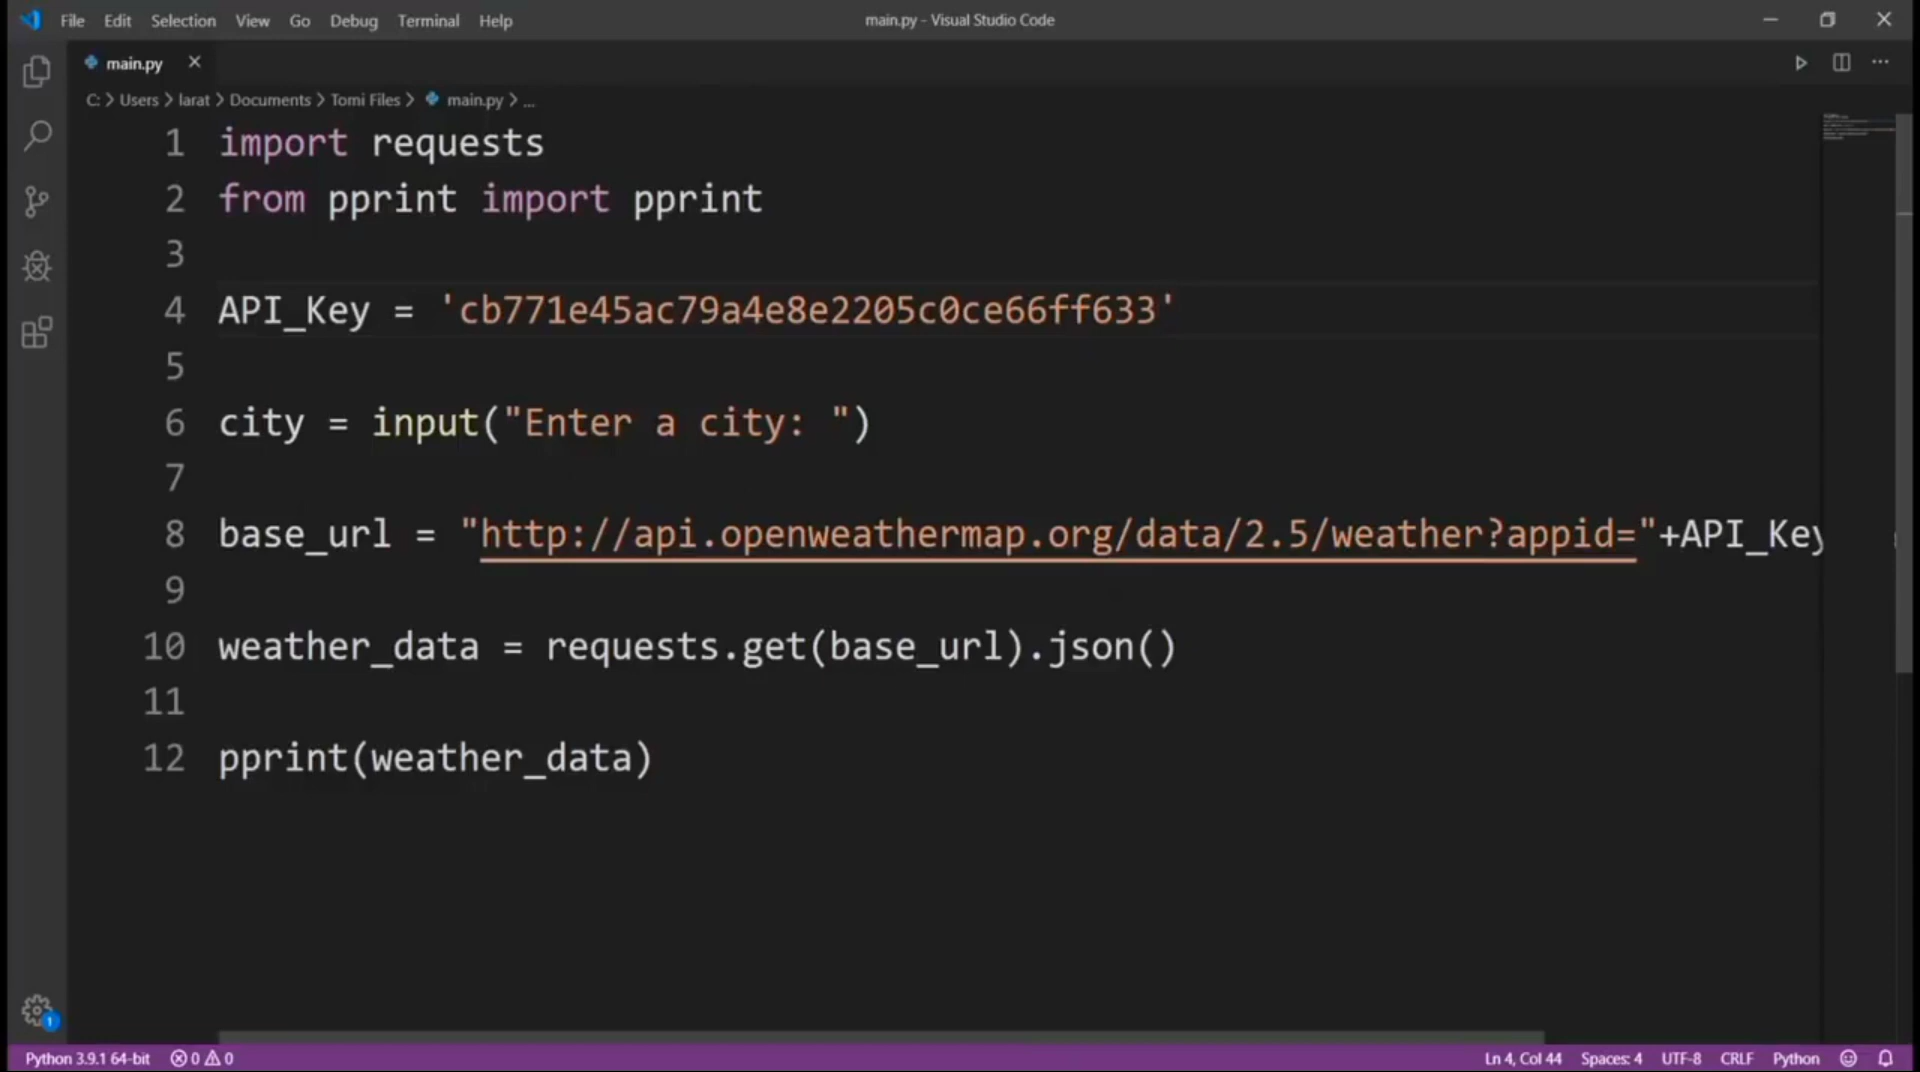 File Edit Selection View Go Debug Terminal Help
main.py - Visual Studio Code
main.py
C: > Users > larat > Documents > Tomi Files > main.py > ...
1 import requests
2 from pprint import pprint
3
4 API_Key = 'cb771e45ac79a4e8e2205c0ce66ff633'
5
6 city = input("Enter a city: ")
7
8 base_url = "http://api.openweathermap.org/data/2.5/weather?appid="+API_Key
9
10 weather_data = requests.get(base_url).json()
11
12 pprint(weather_data)
1
Python 3.9.1 64-bit 0 0 Ln 4, Col 44 Spaces: 4 UTF-8 CRLF Python